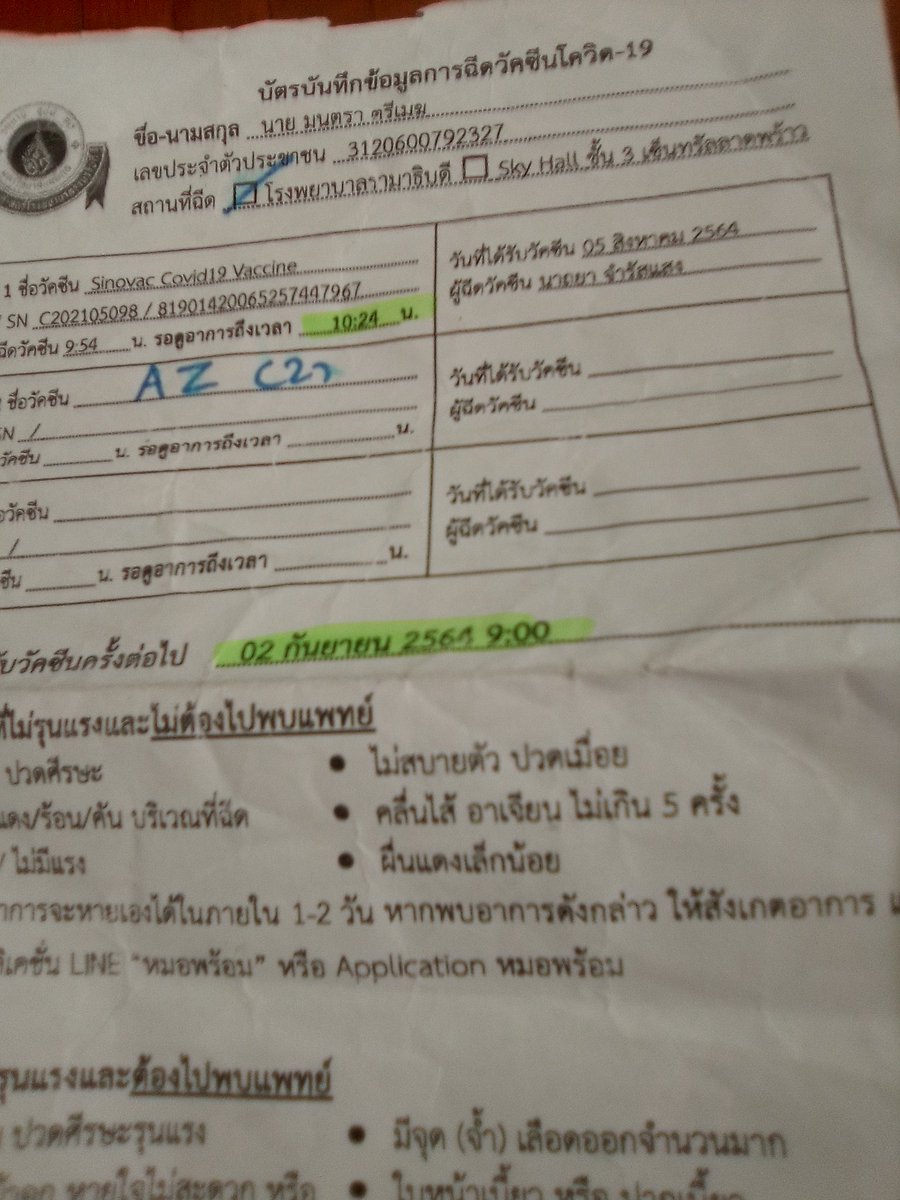 บัตรบันทึกข้อมูลการฉีดวัคซีนโควิด-19
ชื่อ-นามสกุล นาย มนตรา ตรีเมฆ
เลขประจำตัวประชาชน 3120600792327
สถานที่ฉีด โรงพยาบาลรามาธิบดี Sky Hall ชั้น 3 เซ็นทรัลลาดพร้าว
1 ชื่อวัคซีน Sinovac Covid19 Vaccine
SN C202105098 / 81901420065257447967
ฉีดวัคซีน 9:54 น. รอดูอาการถึงเวลา 10:24 น.
วันที่ได้รับวัคซีน 05 สิงหาคม 2564
ผู้ฉีดวัคซีน นาถยา จำรัสแสง
ชื่อวัคซีน AZ
SN /
วัคซีน น. รอดูอาการถึงเวลา น.
วันที่ได้รับวัคซีน
ผู้ฉีดวัคซีน
วัคซีน
/
น. รอดูอาการถึงเวลา น.
วันที่ได้รับวัคซีน
ผู้ฉีดวัคซีน
รับวัคซีนครั้งต่อไป 02 กันยายน 2564 9:00
ที่ไม่รุนแรงและไม่ต้องไปพบแพทย์
ปวดศีรษะ
• ไม่สบายตัว ปวดเมื่อย
แดง/ร้อน/คัน บริเวณที่ฉีด
• คลื่นไส้ อาเจียน ไม่เกิน 5 ครั้ง
/ ไม่มีแรง
• ผื่นแดงเล็กน้อย
อาการจะหายเองได้ในภายใน 1-2 วัน หากพบอาการดังกล่าว ให้สังเกตอาการ
LINE “หมอพร้อม” หรือ Application หมอพร้อม
รุนแรงและต้องไปพบแพทย์
ปวดศีรษะรุนแรง
• มีจุด (จ้ำ) เลือดออกจำนวนมาก
หายใจไม่สะดวก หรือ
• ใบหน้าเบี้ยว หรือ